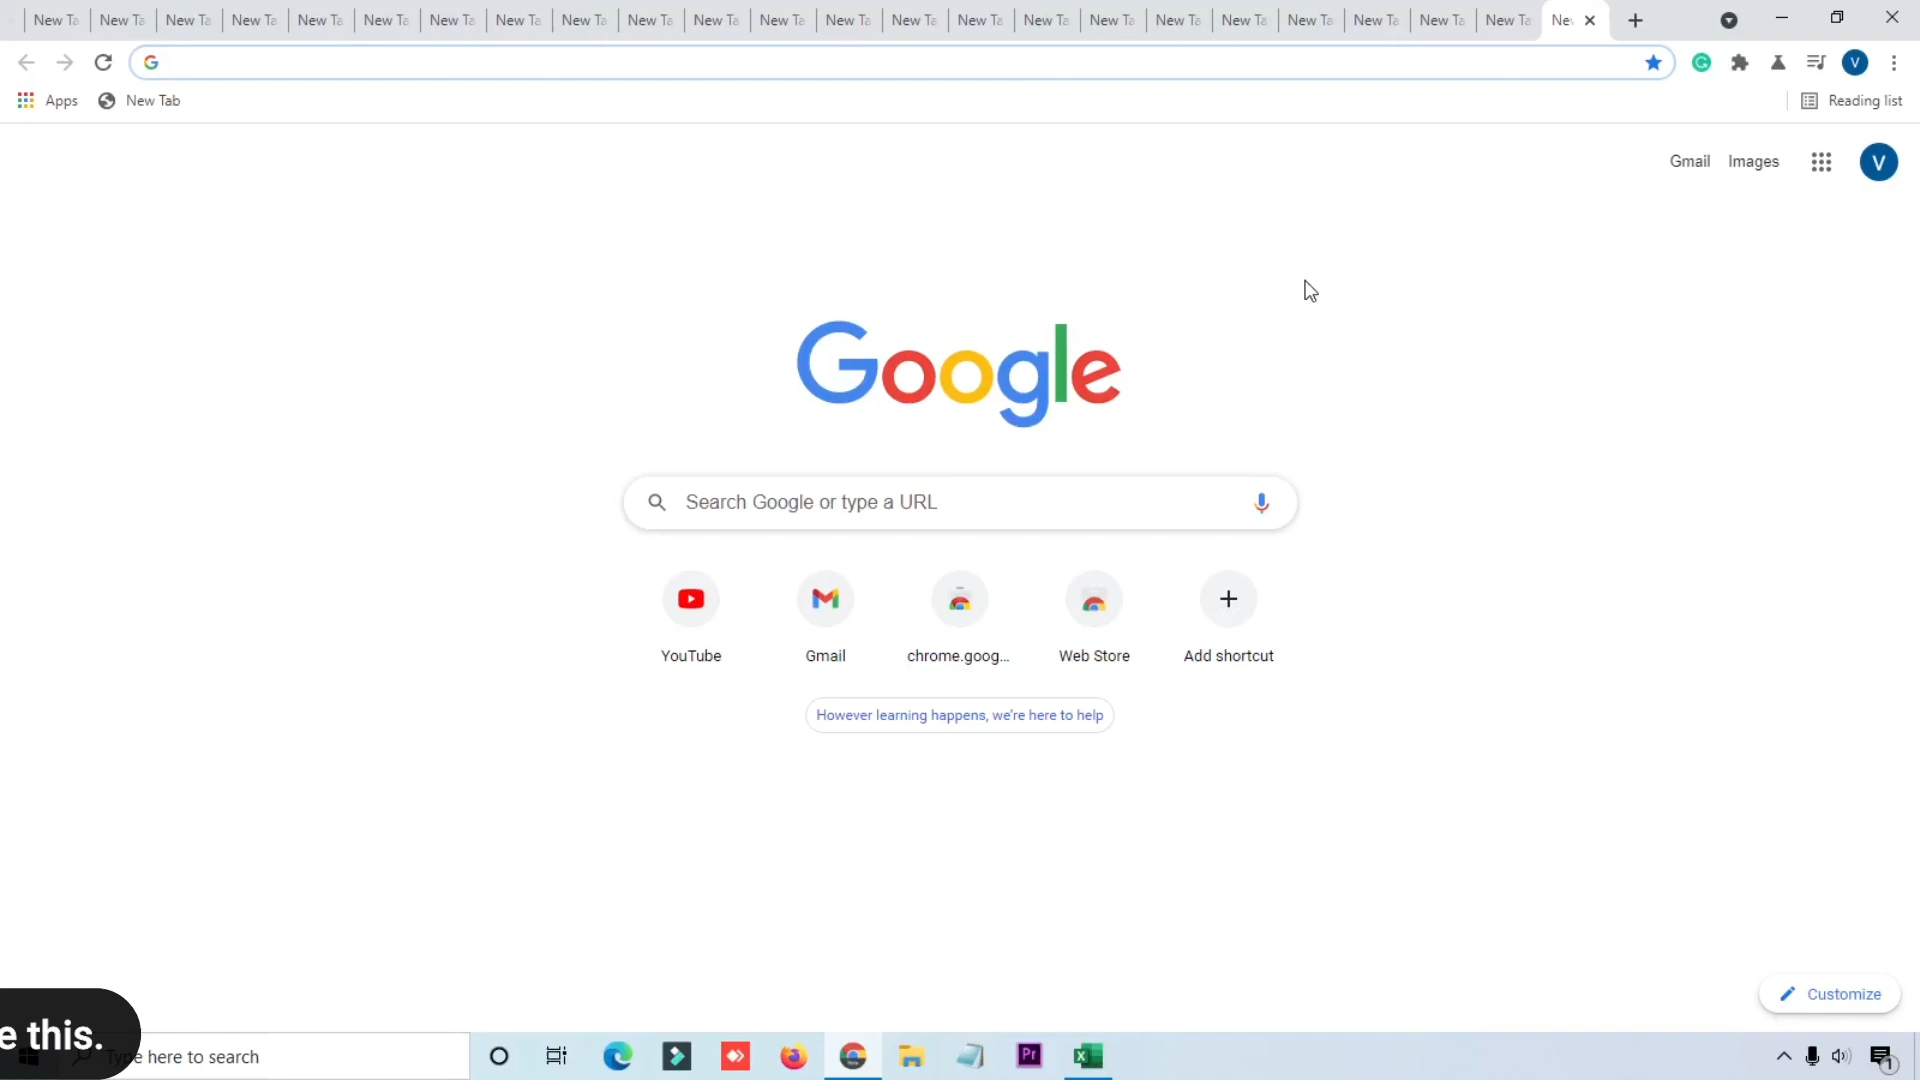 New Ta New Ta New Ta New Ta New Ta New Ta New Ta New Ta New Ta New Ta New Ta New Ta New Ta New Ta New Ta New Ta New Ta New Ta New Ta New Ta New Ta New Ta New Ta Nev
V
Apps New Tab Reading list
Gmail Images V
Google
Search Google or type a URL
YouTube Gmail chrome.goog... Web Store Add shortcut
However learning happens, we're here to help
Customize
e this.
Type here to search
Pr
1